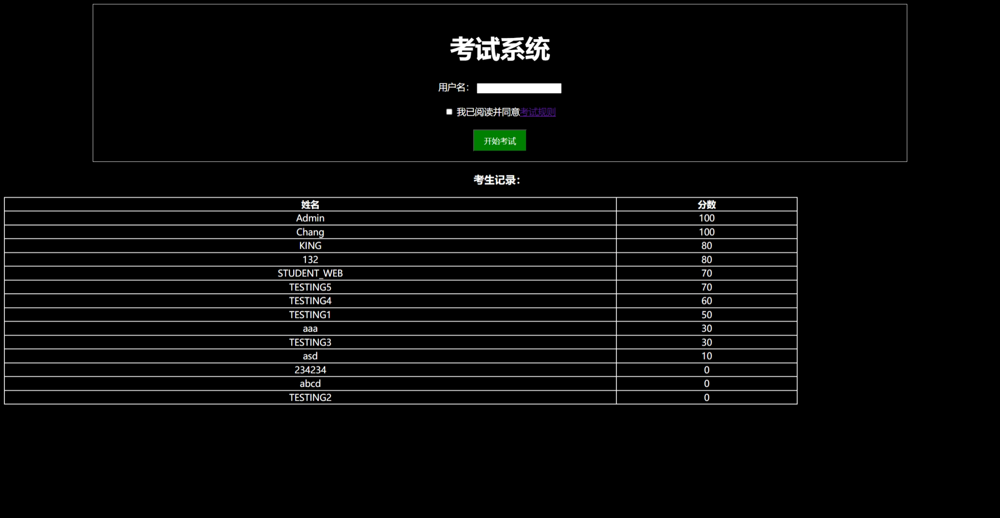 考试系统
用户名：
我已阅读并同意考试规则
开始考试
考生记录：
姓名 分数
Admin 100
Chang 100
KING 80
132 80
STUDENT_WEB 70
TESTING5 70
TESTING4 60
TESTING1 50
aaa 30
TESTING3 30
asd 10
234234 0
abcd 0
TESTING2 0